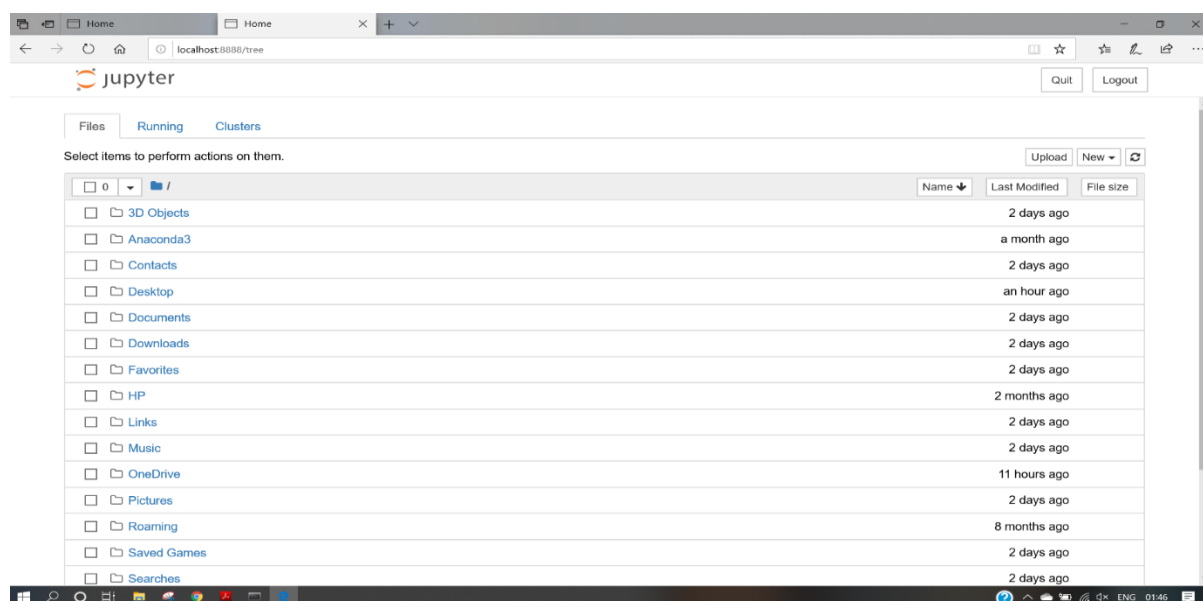 Home Home
localhost:8888/tree
jupyter Quit Logout
Files Running Clusters
Select items to perform actions on them. Upload New
0 / Name Last Modified File size
3D Objects 2 days ago
Anaconda3 a month ago
Contacts 2 days ago
Desktop an hour ago
Documents 2 days ago
Downloads 2 days ago
Favorites 2 days ago
HP 2 months ago
Links 2 days ago
Music 2 days ago
OneDrive 11 hours ago
Pictures 2 days ago
Roaming 8 months ago
Saved Games 2 days ago
Searches 2 days ago
ENG 01:46